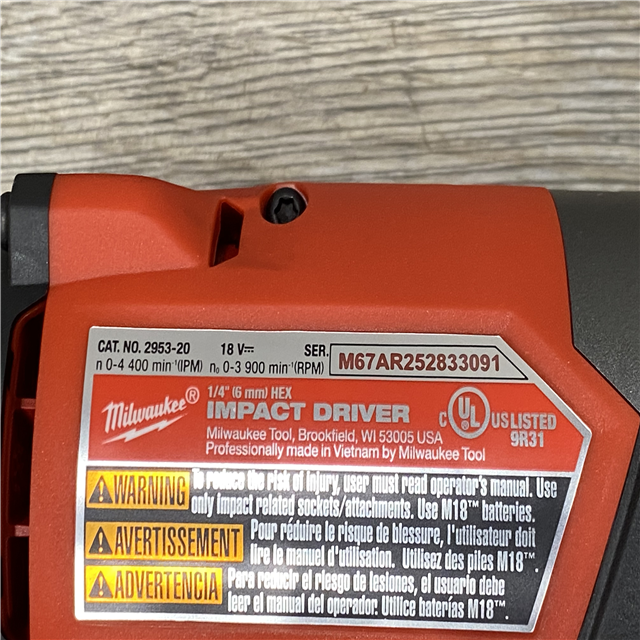 CAT. NO. 2953-20 18 V⎓ SER. M67AR252833091
n 0-4 400 min⁻¹(IPM) n₀ 0-3 900 min⁻¹(RPM)
Milwaukee® 1/4" (6 mm) HEX
IMPACT DRIVER C UL US LISTED
Milwaukee Tool, Brookfield, WI 53005 USA 9R31
Professionally made in Vietnam by Milwaukee Tool
⚠WARNING To reduce the risk of injury, user must read operator's manual. Use
only impact related sockets/attachments. Use M18™ batteries.
⚠AVERTISSEMENT Pour réduire le risque de blessure, l'utilisateur doit
lire le manuel d'utilisation. Utilisez des piles M18™.
⚠ADVERTENCIA Para reducir el riesgo de lesiones, el usuario debe
leer el manual del operador. Utilice baterías M18™.